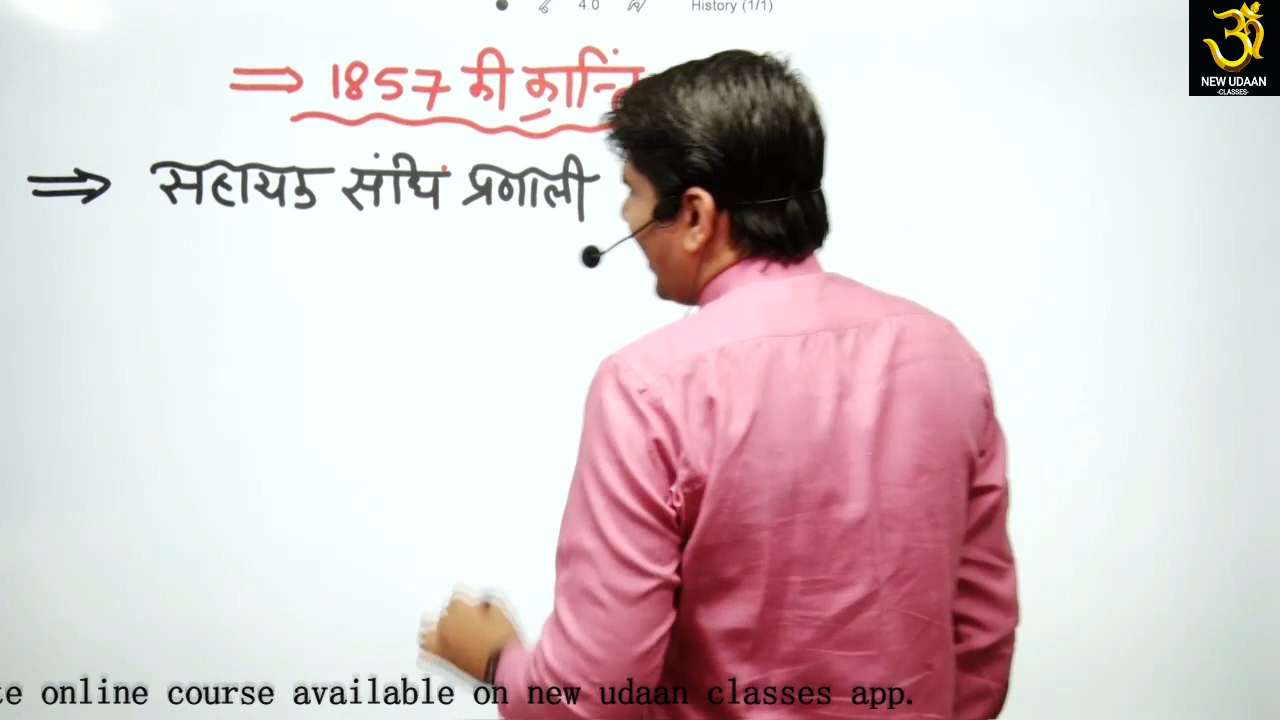 4.0 History (1/1)
ॐ
NEW UDAAN
-CLASSES-
⇒ 1857 की
⇒ सहायक संधि प्रणाली
te online course available on new udaan classes app.